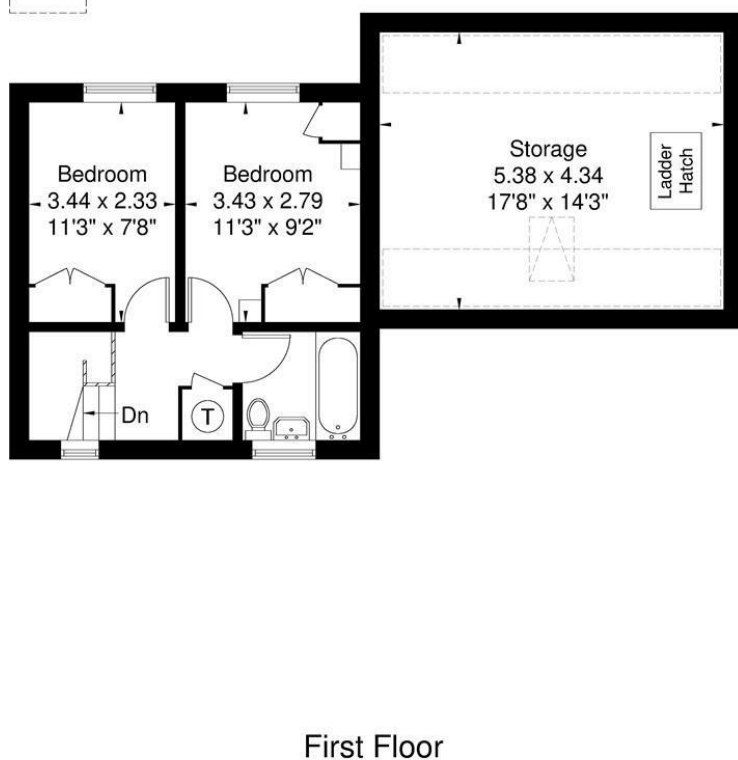 Bedroom
3.44 x 2.33
11'3" x 7'8"
Bedroom
3.43 x 2.79
11'3" x 9'2"
Storage
5.38 x 4.34
17'8" x 14'3"
Ladder
Hatch
Dn
T
First Floor